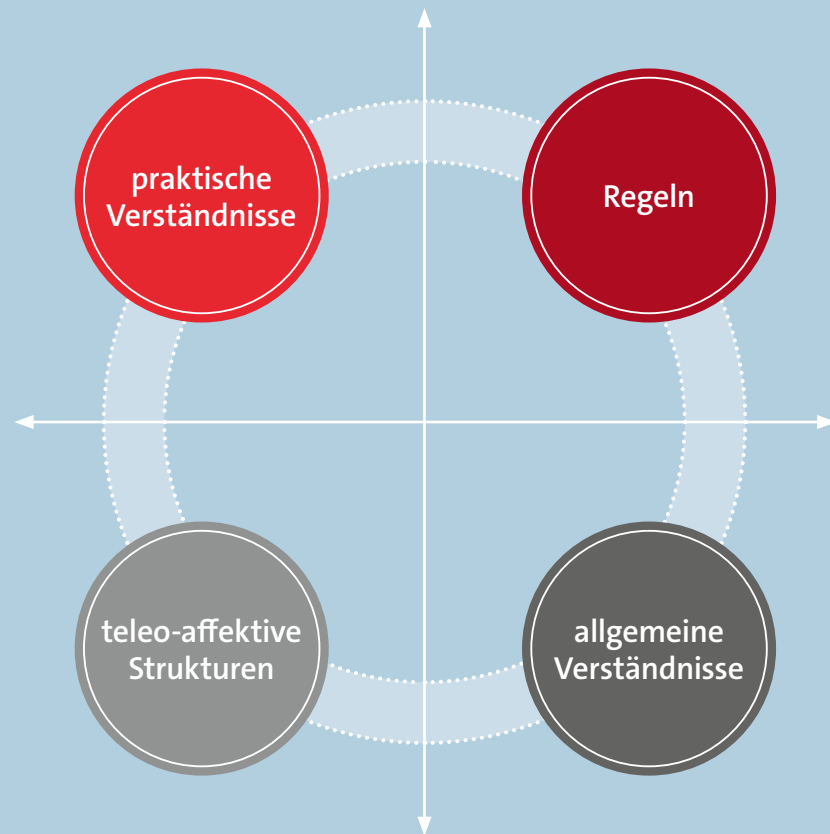 praktische
Verständnisse
Regeln
teleo-affektive
Strukturen
allgemeine
Verständnisse